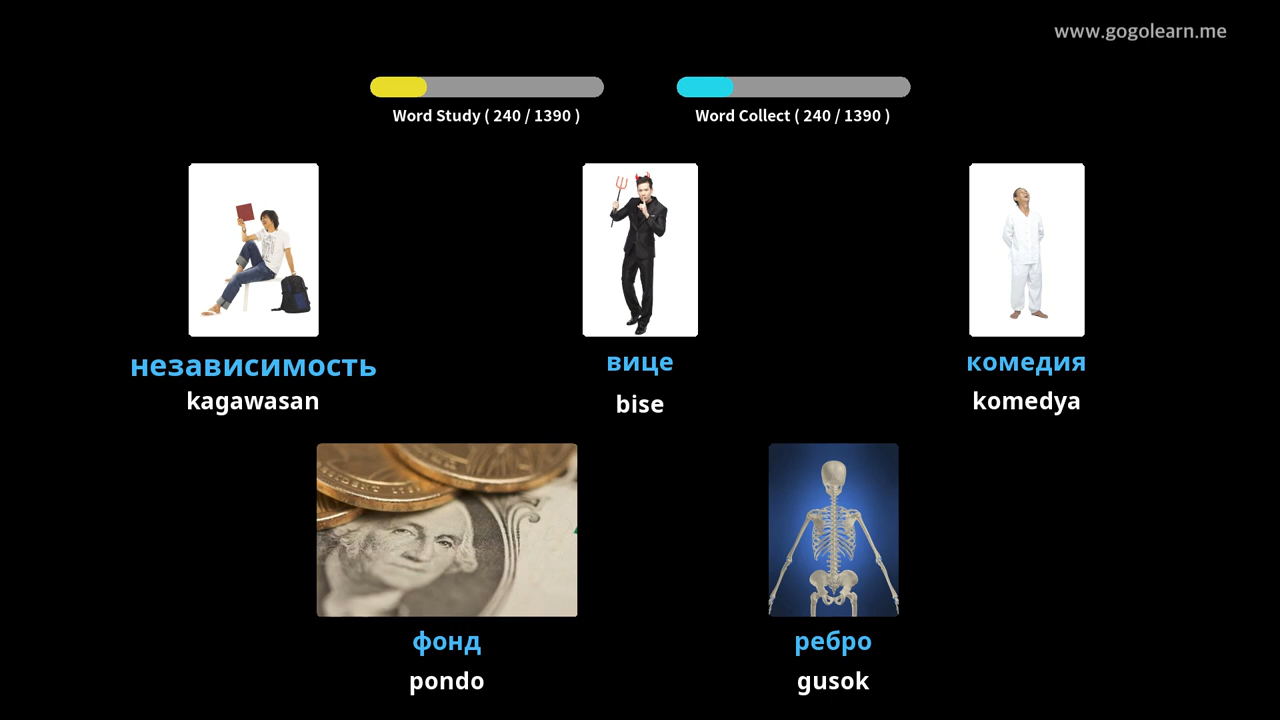 www.gogolearn.me
Word Study ( 240 / 1390 )
Word Collect ( 240 / 1390 )
независимость
kagawasan
вице
bise
комедия
komedya
фонд
pondo
ребро
gusok